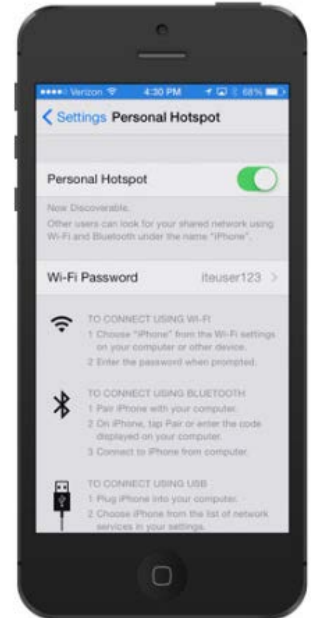 Verizon 4:30 PM 68%
Settings Personal Hotspot
Personal Hotspot
Now Discoverable.
Other users can look for your shared network using
Wi-Fi and Bluetooth under the name "iPhone".
Wi-Fi Password iteuser123
TO CONNECT USING WI-FI
1 Choose "iPhone" from the Wi-Fi settings
on your computer or other device.
2 Enter the password when prompted.
TO CONNECT USING BLUETOOTH
1 Pair iPhone with your computer.
2 On iPhone, tap Pair or enter the code
displayed on your computer.
3 Connect to iPhone from computer.
TO CONNECT USING USB
1 Plug iPhone into your computer.
2 Choose iPhone from the list of network
services in your settings.